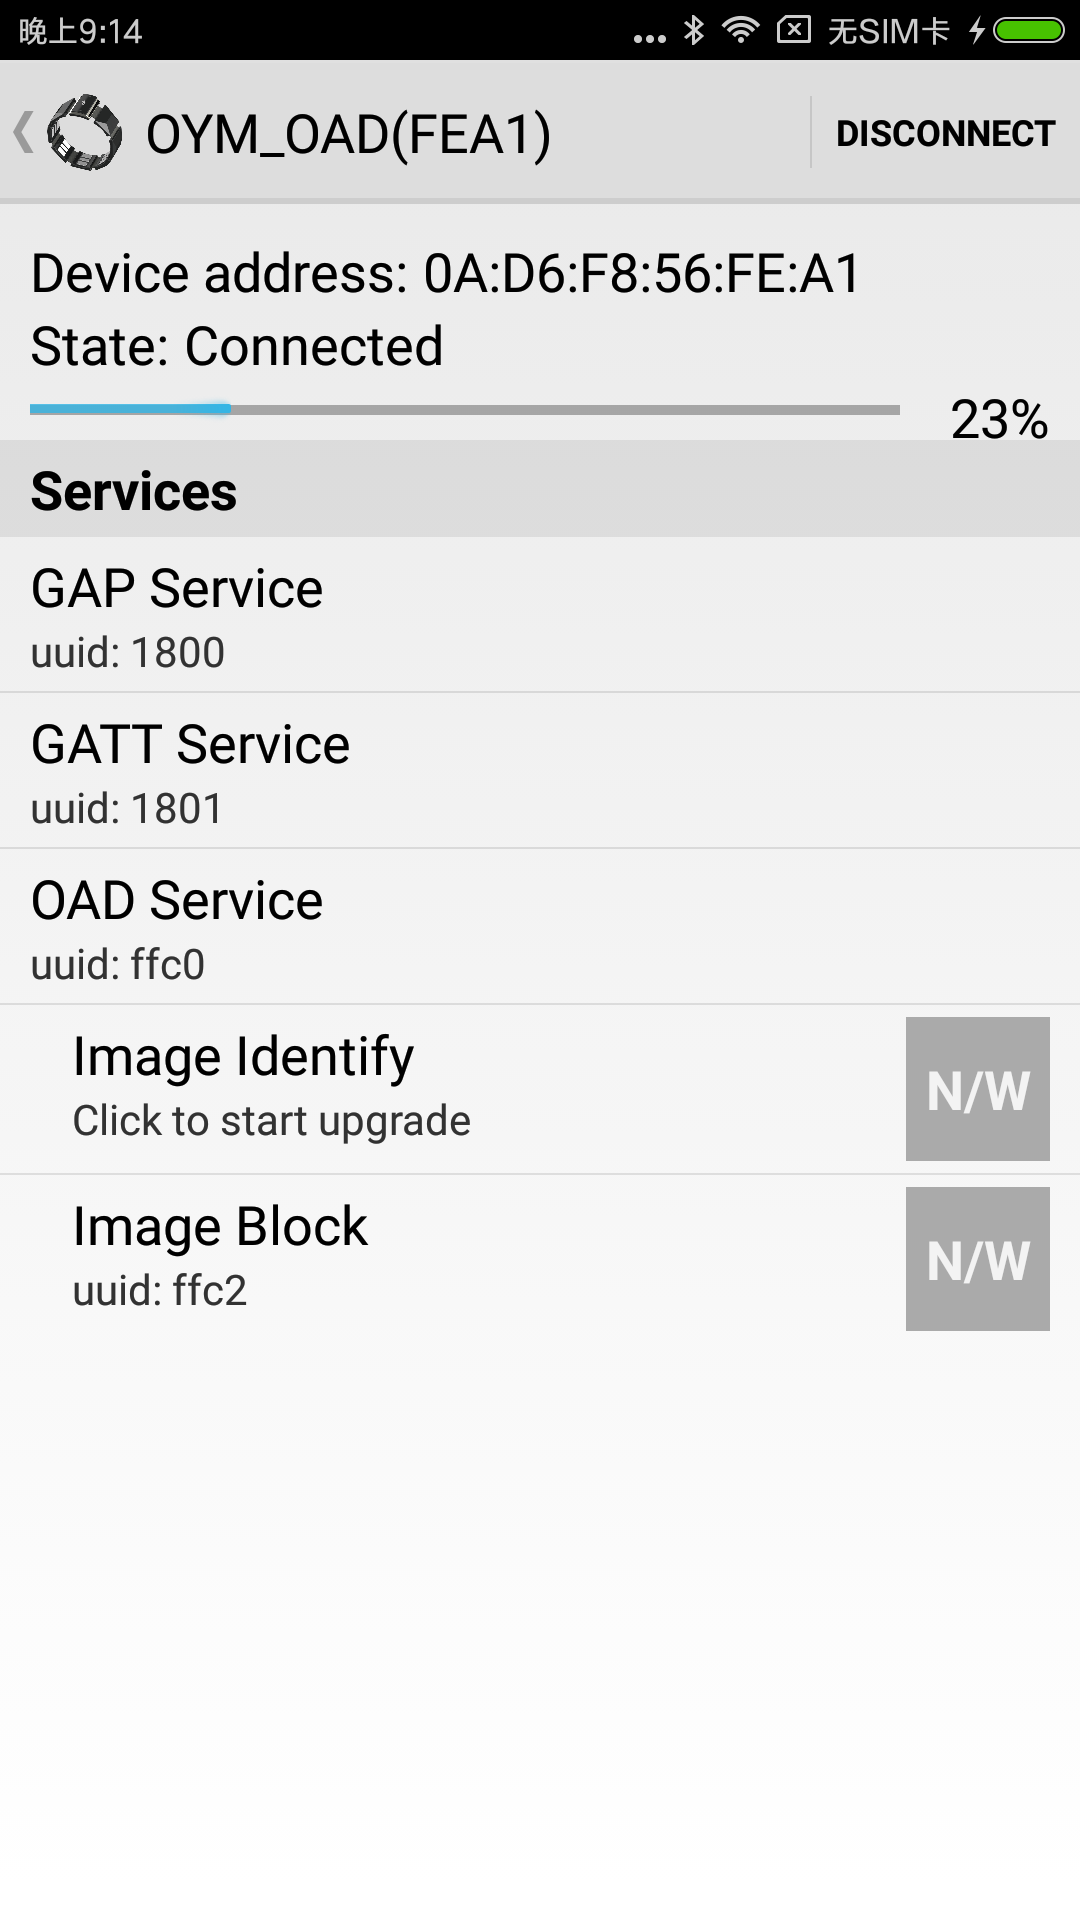 晚上9:14
无SIM卡
OYM_OAD(FEA1)
DISCONNECT
Device address: 0A:D6:F8:56:FE:A1
State: Connected
23%
Services
GAP Service
uuid: 1800
GATT Service
uuid: 1801
OAD Service
uuid: ffc0
Image Identify
Click to start upgrade
N/W
Image Block
uuid: ffc2
N/W